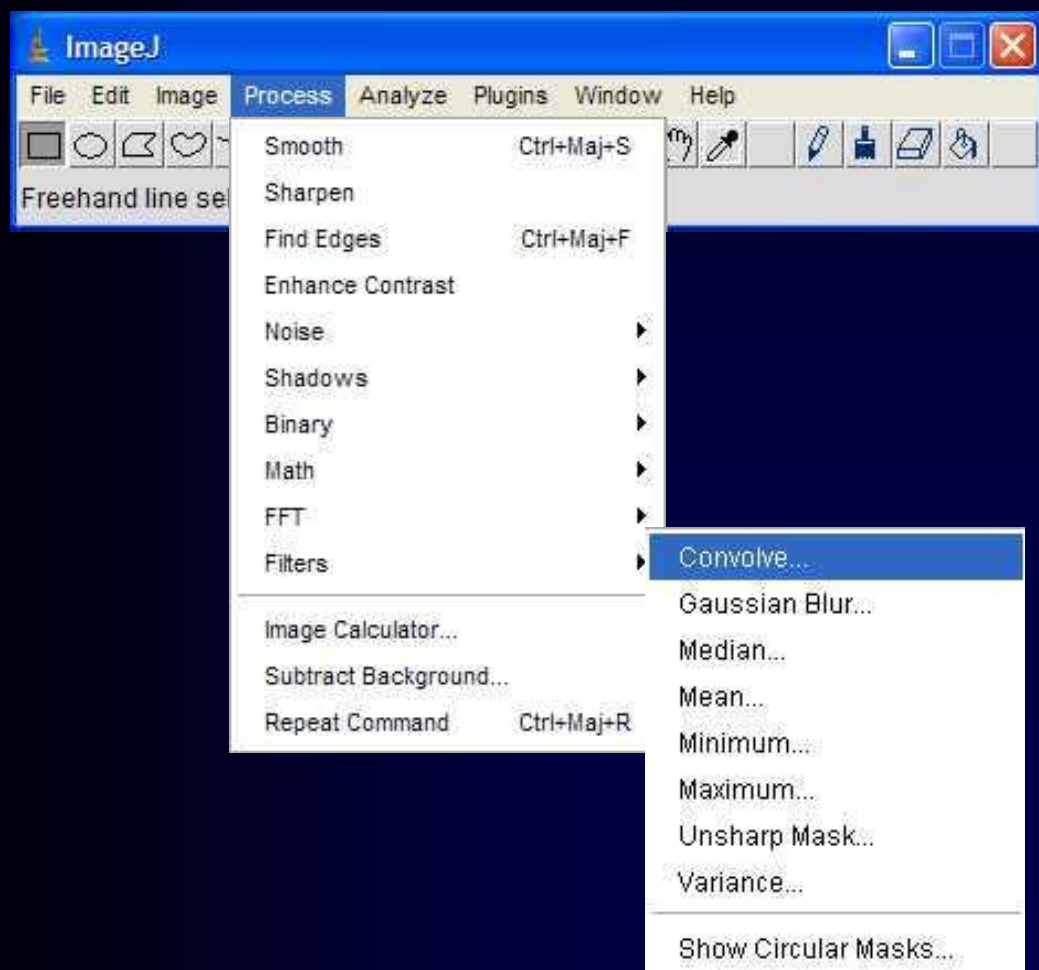 ImageJ
File Edit Image Process Analyze Plugins Window Help
Freehand line sel
Smooth Ctrl+Maj+S
Sharpen
Find Edges Ctrl+Maj+F
Enhance Contrast
Noise
Shadows
Binary
Math
FFT
Filters
Image Calculator...
Subtract Background...
Repeat Command Ctrl+Maj+R
Convolve...
Gaussian Blur...
Median...
Mean...
Minimum...
Maximum...
Unsharp Mask...
Variance...
Show Circular Masks...